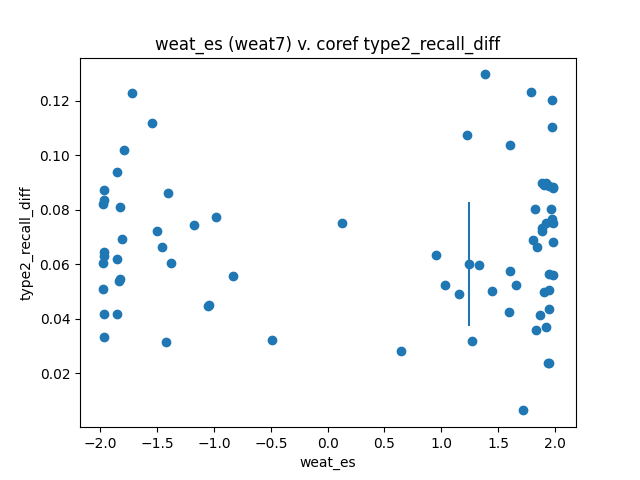 weat_es (weat7) v. coref type2_recall_diff
0.12
0.10
0.08
0.06
0.04
0.02
type2_recall_diff
−2.0 −1.5 −1.0 −0.5 0.0 0.5 1.0 1.5 2.0
weat_es